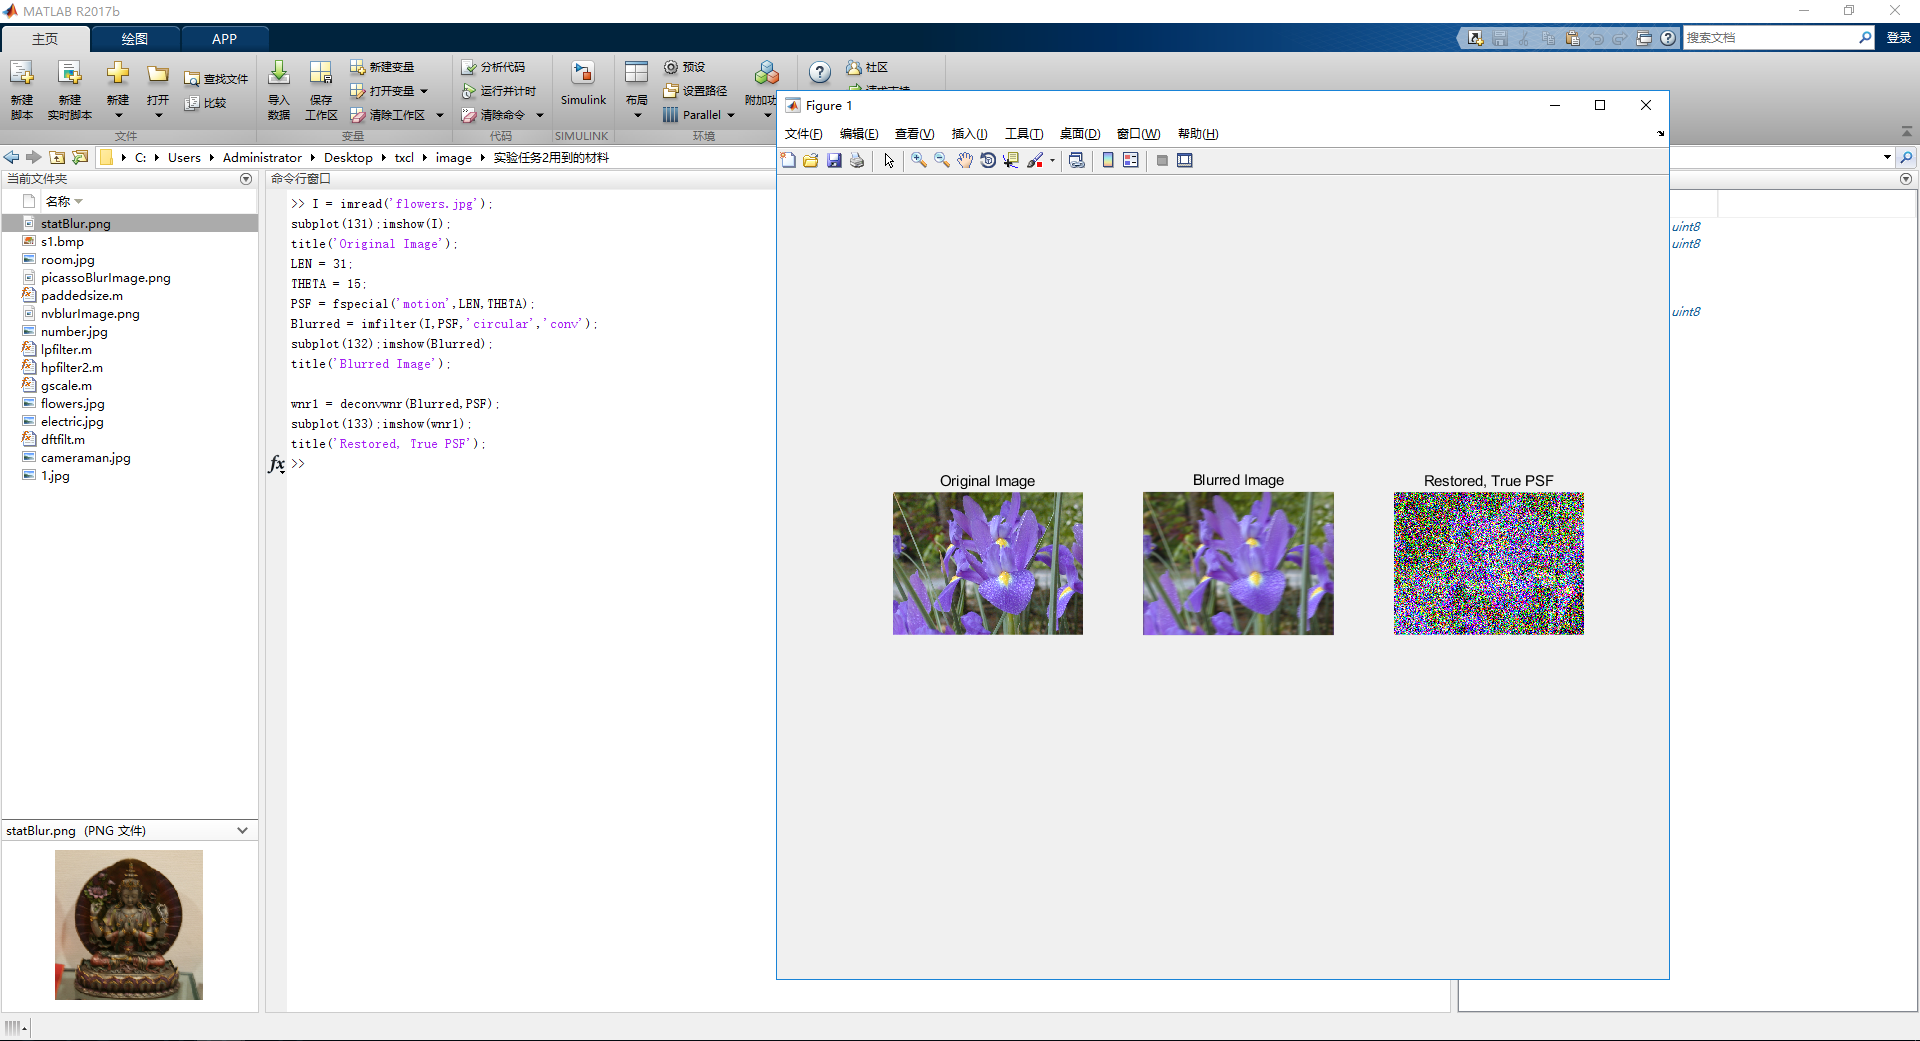 MATLAB R2017b
主页
绘图
APP
搜索文档
登录
新建
脚本
新建
实时脚本
新建
打开
查找文件
比较
导入
数据
保存
工作区
新建变量
打开变量
清除工作区
分析代码
运行并计时
清除命令
Simulink
布局
预设
设置路径
Parallel
附加功
社区
文件
变量
代码
SIMULINK
环境
C: Users Administrator Desktop txcl image 实验任务2用到的材料
当前文件夹
名称
statBlur.png
s1.bmp
room.jpg
picassoBlurImage.png
paddedsize.m
nvblurImage.png
number.jpg
lpfilter.m
hpfilter2.m
gscale.m
flowers.jpg
electric.jpg
dftfilt.m
cameraman.jpg
1.jpg
statBlur.png (PNG 文件)
命令行窗口
>> I = imread('flowers.jpg');
subplot(131);imshow(I);
title('Original Image');
LEN = 31;
THETA = 15;
PSF = fspecial('motion',LEN,THETA);
Blurred = imfilter(I,PSF,'circular','conv');
subplot(132);imshow(Blurred);
title('Blurred Image');
wnr1 = deconvwnr(Blurred,PSF);
subplot(133);imshow(wnr1);
title('Restored, True PSF');
fx >>
Figure 1
文件(F) 编辑(E) 查看(V) 插入(I) 工具(T) 桌面(D) 窗口(W) 帮助(H)
Original Image
Blurred Image
Restored, True PSF
uint8
uint8
uint8